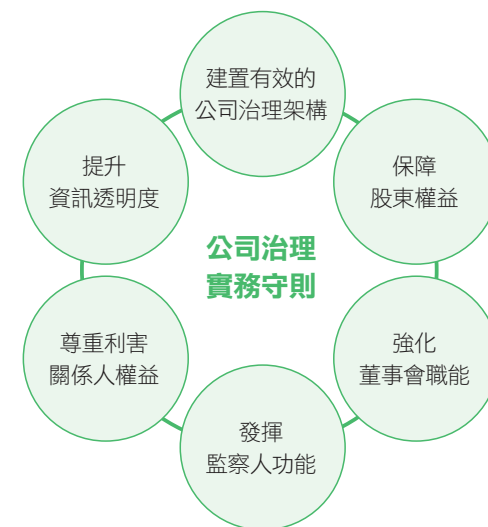 建置有效的
公司治理架構
保障
股東權益
強化
董事會職能
發揮
監察人功能
尊重利害
關係人權益
提升
資訊透明度
公司治理
實務守則